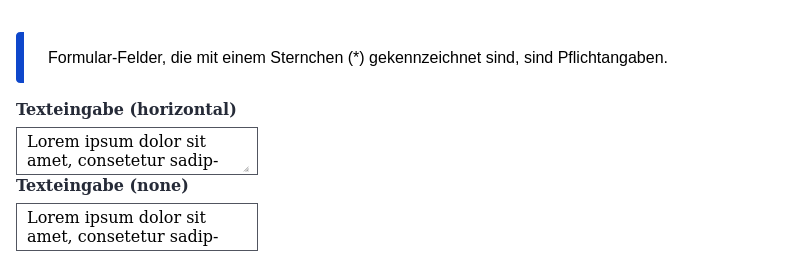 Formular-Felder, die mit einem Sternchen (*) gekennzeichnet sind, sind Pflichtangaben.
Texteingabe (horizontal)
Lorem ipsum dolor sit
amet, consetetur sadip-
Texteingabe (none)
Lorem ipsum dolor sit
amet, consetetur sadip-